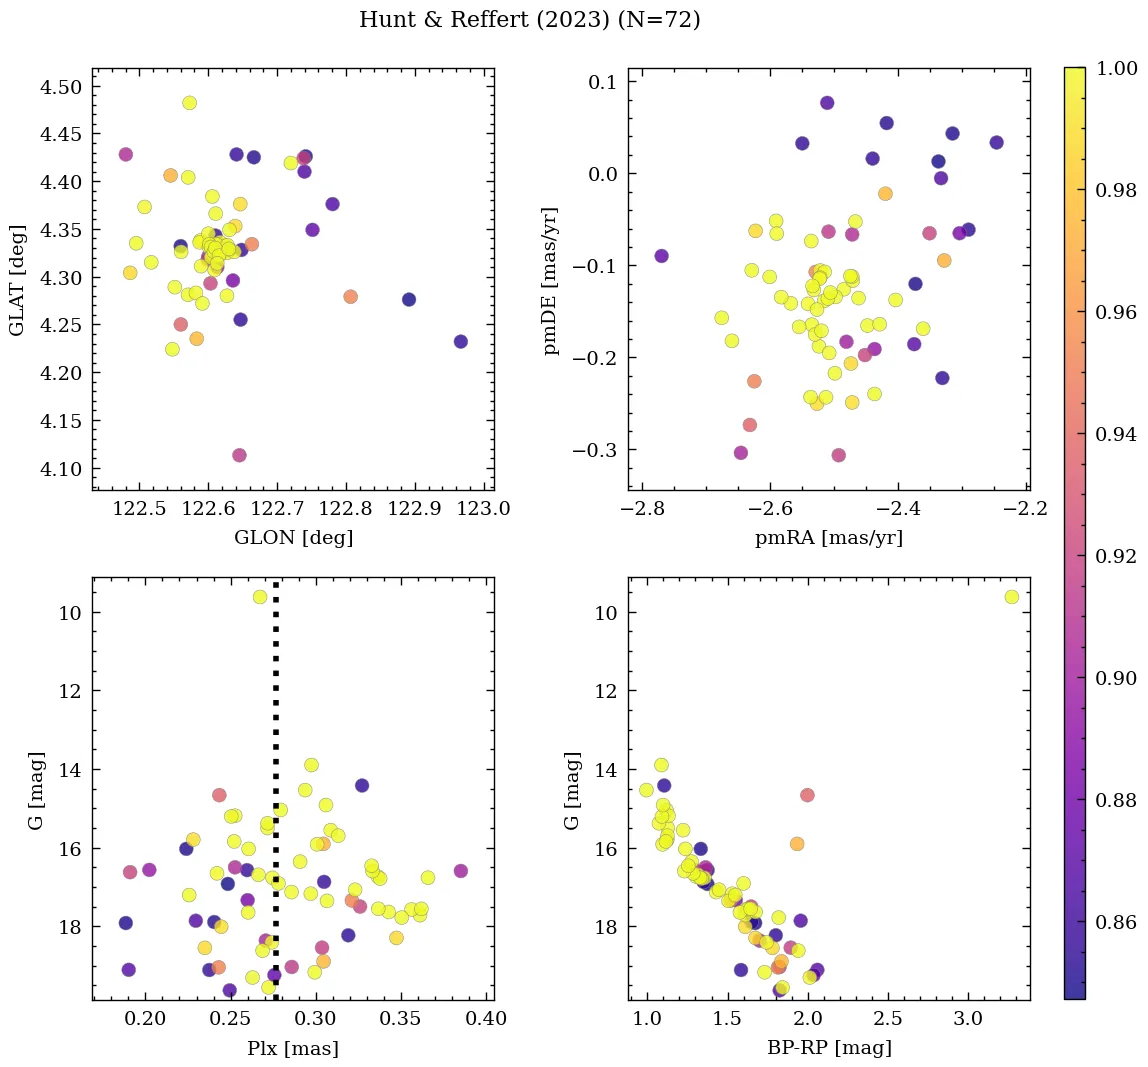 Hunt & Reffert (2023) (N=72)
4.50
4.45
4.40
4.35
4.30
4.25
4.20
4.15
4.10
GLAT [deg]
122.5 122.6 122.7 122.8 122.9 123.0
GLON [deg]
0.1
0.0
−0.1
−0.2
−0.3
pmDE [mas/yr]
−2.8 −2.6 −2.4 −2.2
pmRA [mas/yr]
10
12
14
16
18
G [mag]
0.20 0.25 0.30 0.35 0.40
Plx [mas]
10
12
14
16
18
G [mag]
1.0 1.5 2.0 2.5 3.0
BP-RP [mag]
1.00
0.98
0.96
0.94
0.92
0.90
0.88
0.86